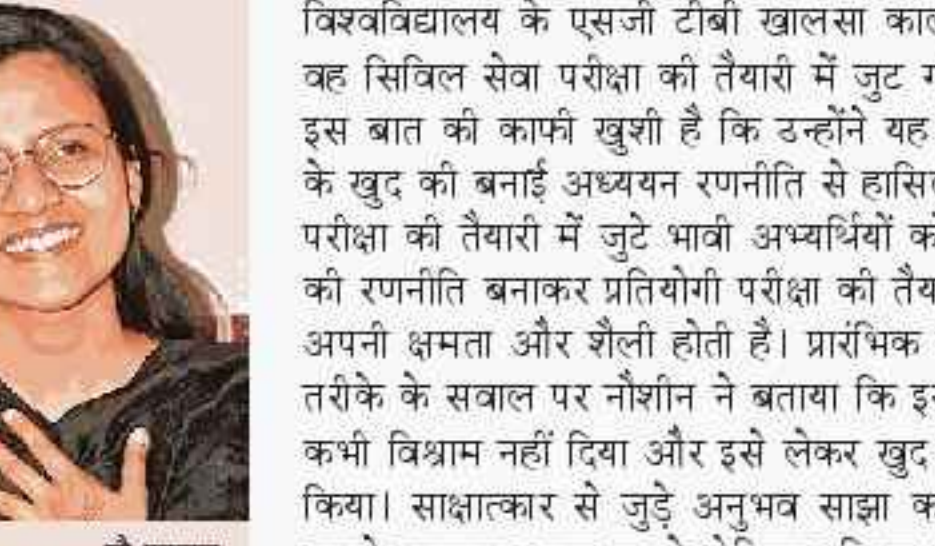 विश्वविद्यालय के एसजी टीबी खालसा
वह सिविल सेवा परीक्षा की तैयारी में जुट
इस बात की काफी खुशी है कि उन्होंने यह
के खुद की बनाई अध्ययन रणनीति से
परीक्षा की तैयारी में जुटे भावी अभ्यर्थियों
की रणनीति बनाकर प्रतियोगी परीक्षा की
अपनी क्षमता और शैली होती है। प्रारंभिक
तरीके के सवाल पर नौशीन ने बताया कि
कभी विश्राम नहीं दिया और इसे लेकर खुद
किया। साक्षात्कार से जुड़े अनुभव साझा